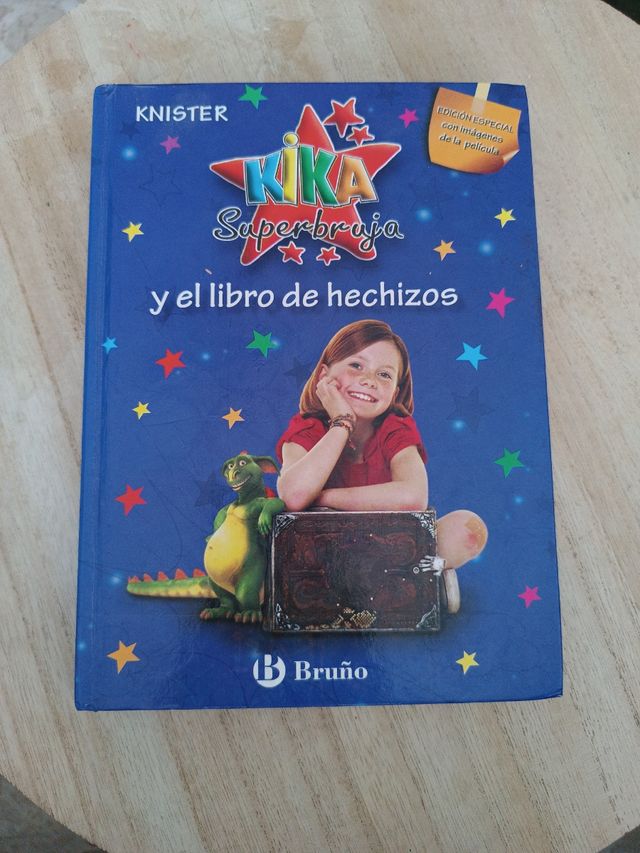 KNISTER
EDICIÓN ESPECIAL
con imágenes
de la película
KIKA
Superbruja
y el libro de hechizos
B Bruño